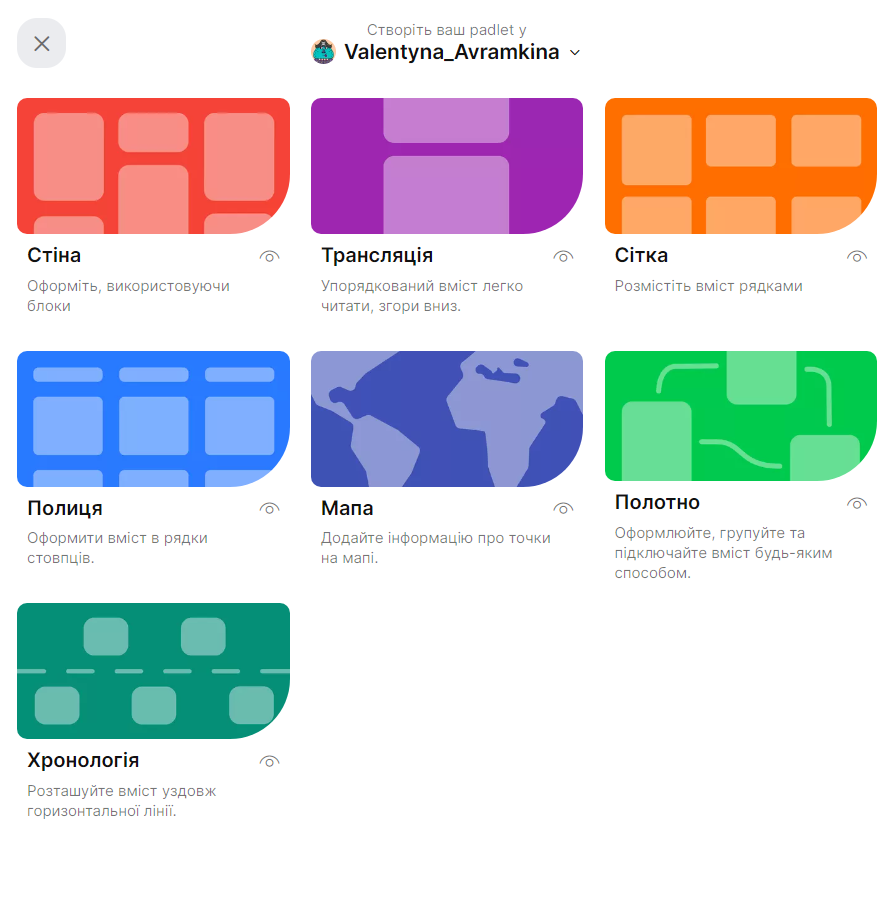 Створіть ваш padlet у
Valentyna_Avramkina
Стіна
Оформіть, використовуючи
блоки
Трансляція
Упорядкований вміст легко
читати, згори вниз.
Сітка
Розмістіть вміст рядками
Полиця
Оформити вміст в рядки
стовпців.
Мапа
Додайте інформацію про точки
на мапі.
Полотно
Оформлюйте, групуйте та
підключайте вміст будь-яким
способом.
Хронологія
Розташуйте вміст уздовж
горизонтальної лінії.